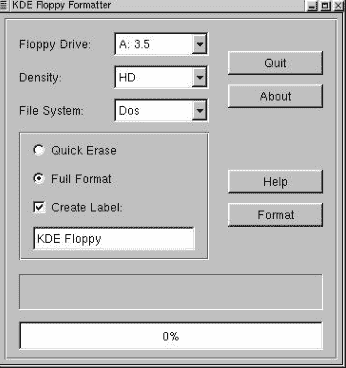 KDE Floppy Formatter
Floppy Drive: A: 3.5
Quit
Density: HD
About
File System: Dos
Quick Erase
Full Format
Help
Create Label:
Format
KDE Floppy
0%